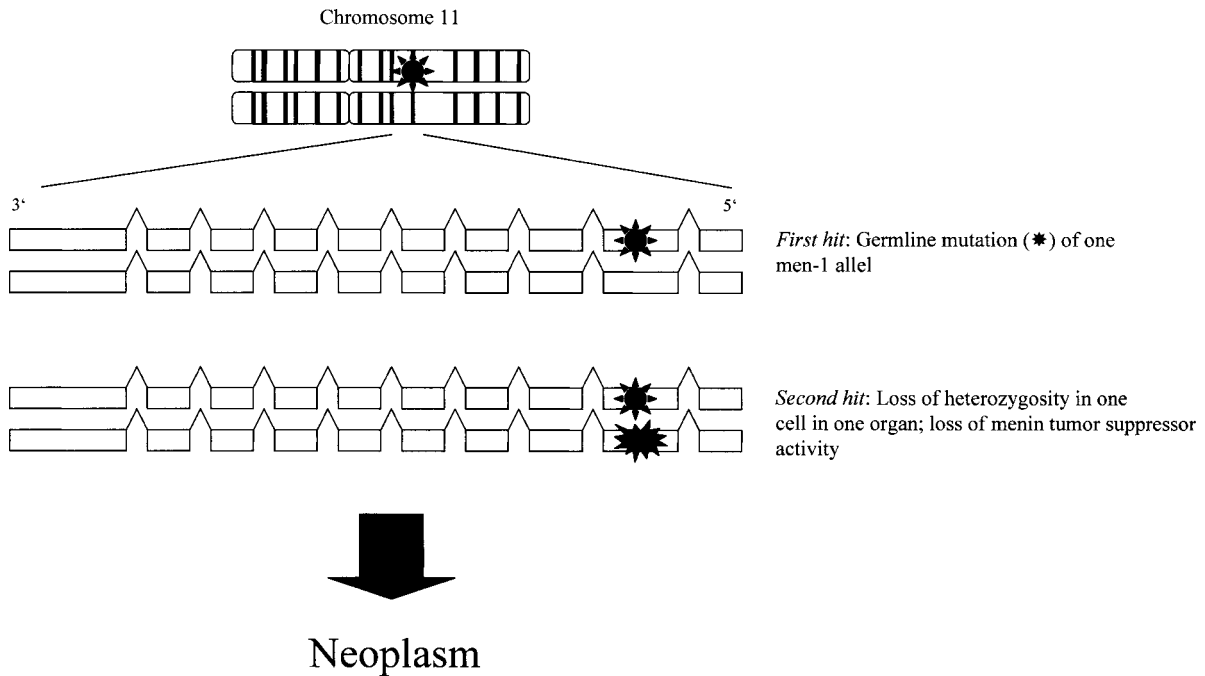 Chromosome 11
3‘
5‘
First hit: Germline mutation (✷) of one
men-1 allel
Second hit: Loss of heterozygosity in one
cell in one organ; loss of menin tumor suppressor
activity
Neoplasm